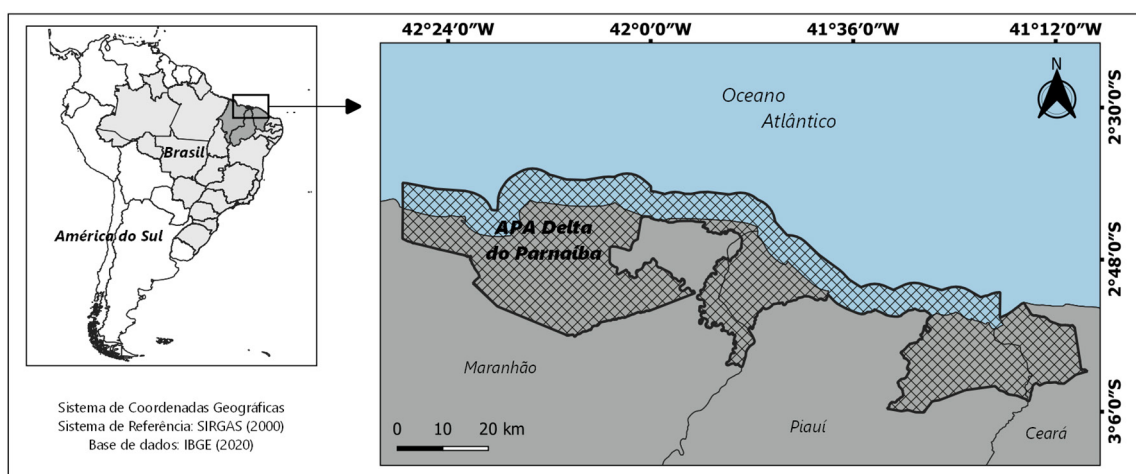 42°24'0"W 42°0'0"W 41°36'0"W 41°12'0"W
N
Oceano
Atlântico
2°30'0"S
Brasil
América do Sul
APA Delta
do Parnaíba
2°48'0"S
Maranhão
Piauí
Ceará
3°6'0"S
0 10 20 km
Sistema de Coordenadas Geográficas
Sistema de Referência: SIRGAS (2000)
Base de dados: IBGE (2020)